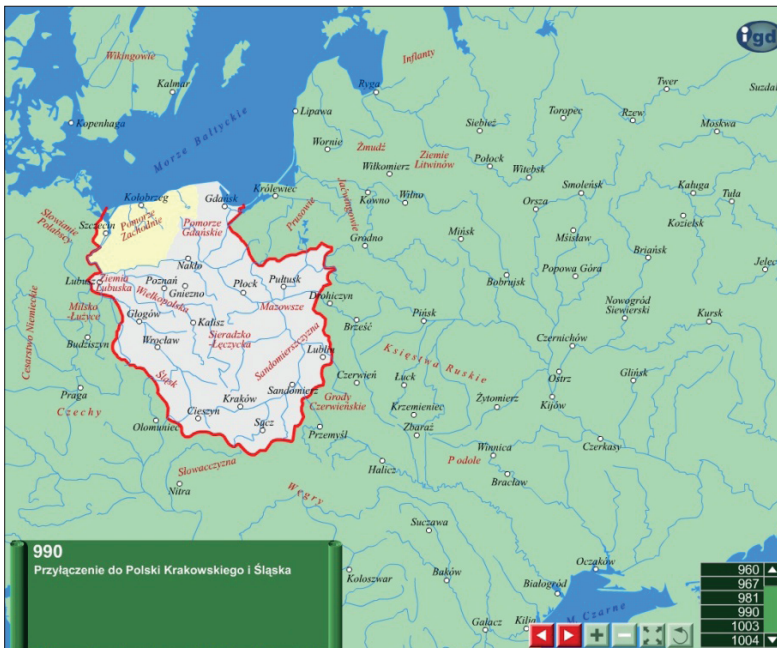 igd
Wikingowie
Inflanty
Kalmar
Ryga
Twer
Suzdal
Kopenhaga
Lipawa
Toropec
Rzew
Siebież
Moskwa
Morze Bałtyckie
Wornie
Żmudź
Ziemie
Litwinów
Wiłkomierz
Połock
Witebsk
Kołobrzeg
Gdańsk
Królewiec
Jaćwingowie
Kowno
Wilno
Smoleńsk
Kaługa
Tuła
Orsza
Słowianie
Połabscy
Szczecin
Pomorze
Zachodnie
Pomorze
Gdańskie
Prusowie
Grodno
Mińsk
Mścisław
Kozielsk
Briańsk
Jelec
Nakło
Lubusz
Ziemia
Lubuska
Poznań
Gniezno
Wielkopolska
Płock
Pułtusk
Drohiczyn
Bobrujsk
Popowa Góra
Cesarstwo Niemieckie
Milsko
-Łużyce
Głogów
Kalisz
Mazowsze
Brześć
Pińsk
Nowogród
Siewierski
Kursk
Budziszyn
Wrocław
Sieradzko
-Łęczycka
Sandomierszczyzna
Lublin
Czernichów
Księstwa Ruskie
Praga
Śląsk
Kraków
Sandomierz
Czerwień
Łuck
Ostrz
Glińsk
Czechy
Ołomuniec
Cieszyn
Sącz
Grody
Czerwieńskie
Krzemieniec
Żytomierz
Kijów
Przemyśl
Zbaraż
Winnica
Czerkasy
Słowacczyzna
Halicz
Podole
Bracław
Nitra
Węgry
Suczawa
990
Przyłączenie do Polski Krakowskiego i Śląska
Koloszwar
Baków
Oczaków
Białogród
Gałacz
Kilia
M. Czarne
960
967
981
990
1003
1004